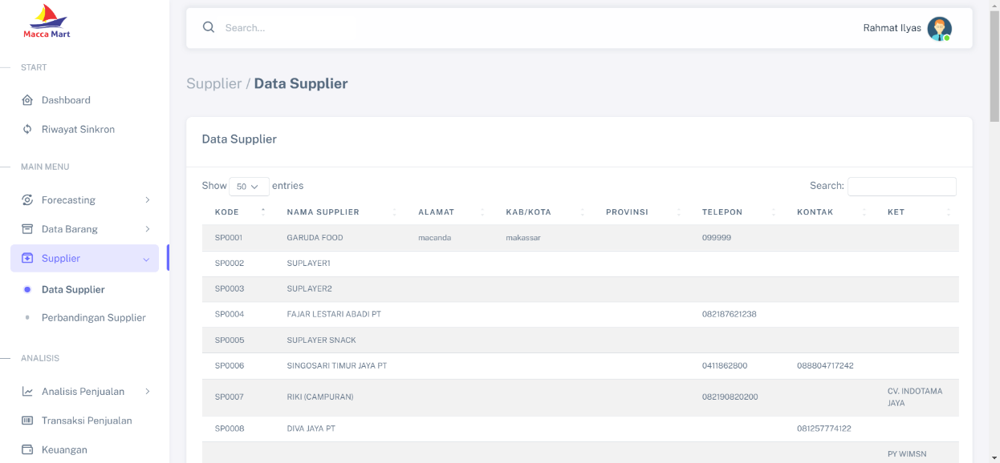 Macca Mart
START
Dashboard
Riwayat Sinkron
MAIN MENU
Forecasting
Data Barang
Supplier
Data Supplier
Perbandingan Supplier
ANALISIS
Analisis Penjualan
Transaksi Penjualan
Keuangan
Search...
Rahmat Ilyas
Supplier / Data Supplier
Data Supplier
Show 50 entries
Search:
KODE NAMA SUPPLIER ALAMAT KAB/KOTA PROVINSI TELEPON KONTAK KET
SP0001 GARUDA FOOD macanda makassar 099999
SP0002 SUPLAYER1
SP0003 SUPLAYER2
SP0004 FAJAR LESTARI ABADI PT 082187621238
SP0005 SUPLAYER SNACK
SP0006 SINGOSARI TIMUR JAYA PT 0411862800 088804717242
SP0007 RIKI (CAMPURAN) 082190820200 CV. INDOTAMA
JAYA
SP0008 DIVA JAYA PT 081257774122
PY WIMSN